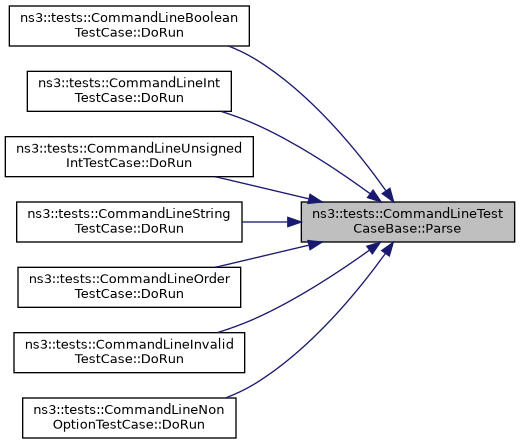 ns3::tests::CommandLineBoolean
TestCase::DoRun
ns3::tests::CommandLineInt
TestCase::DoRun
ns3::tests::CommandLineUnsigned
IntTestCase::DoRun
ns3::tests::CommandLineString
TestCase::DoRun
ns3::tests::CommandLineOrder
TestCase::DoRun
ns3::tests::CommandLineInvalid
TestCase::DoRun
ns3::tests::CommandLineNon
OptionTestCase::DoRun
ns3::tests::CommandLineTest
CaseBase::Parse